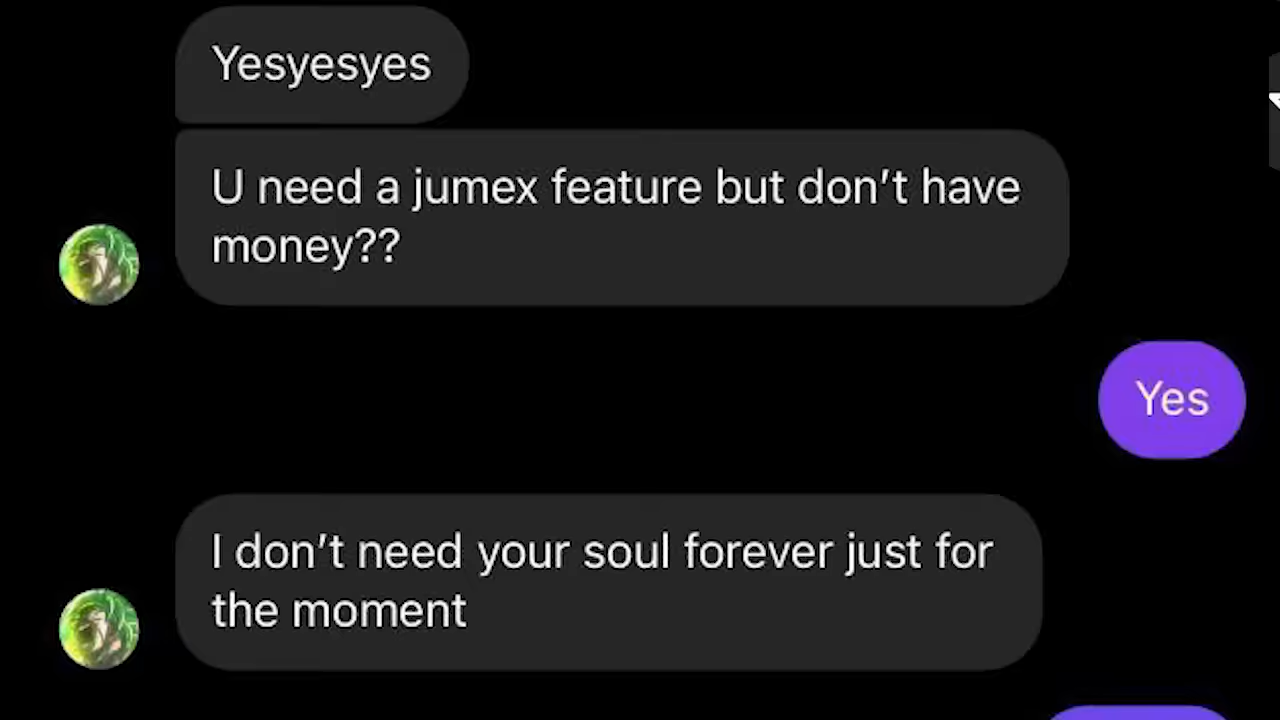 Yesyesyes
U need a jumex feature but don’t have
money??
Yes
I don’t need your soul forever just for
the moment